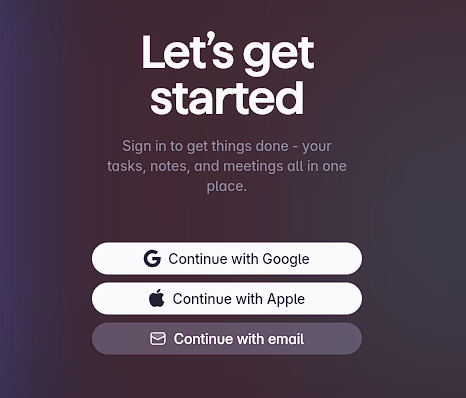 Let’s get
started
Sign in to get things done - your
tasks, notes, and meetings all in one
place.
Continue with Google
Continue with Apple
Continue with email